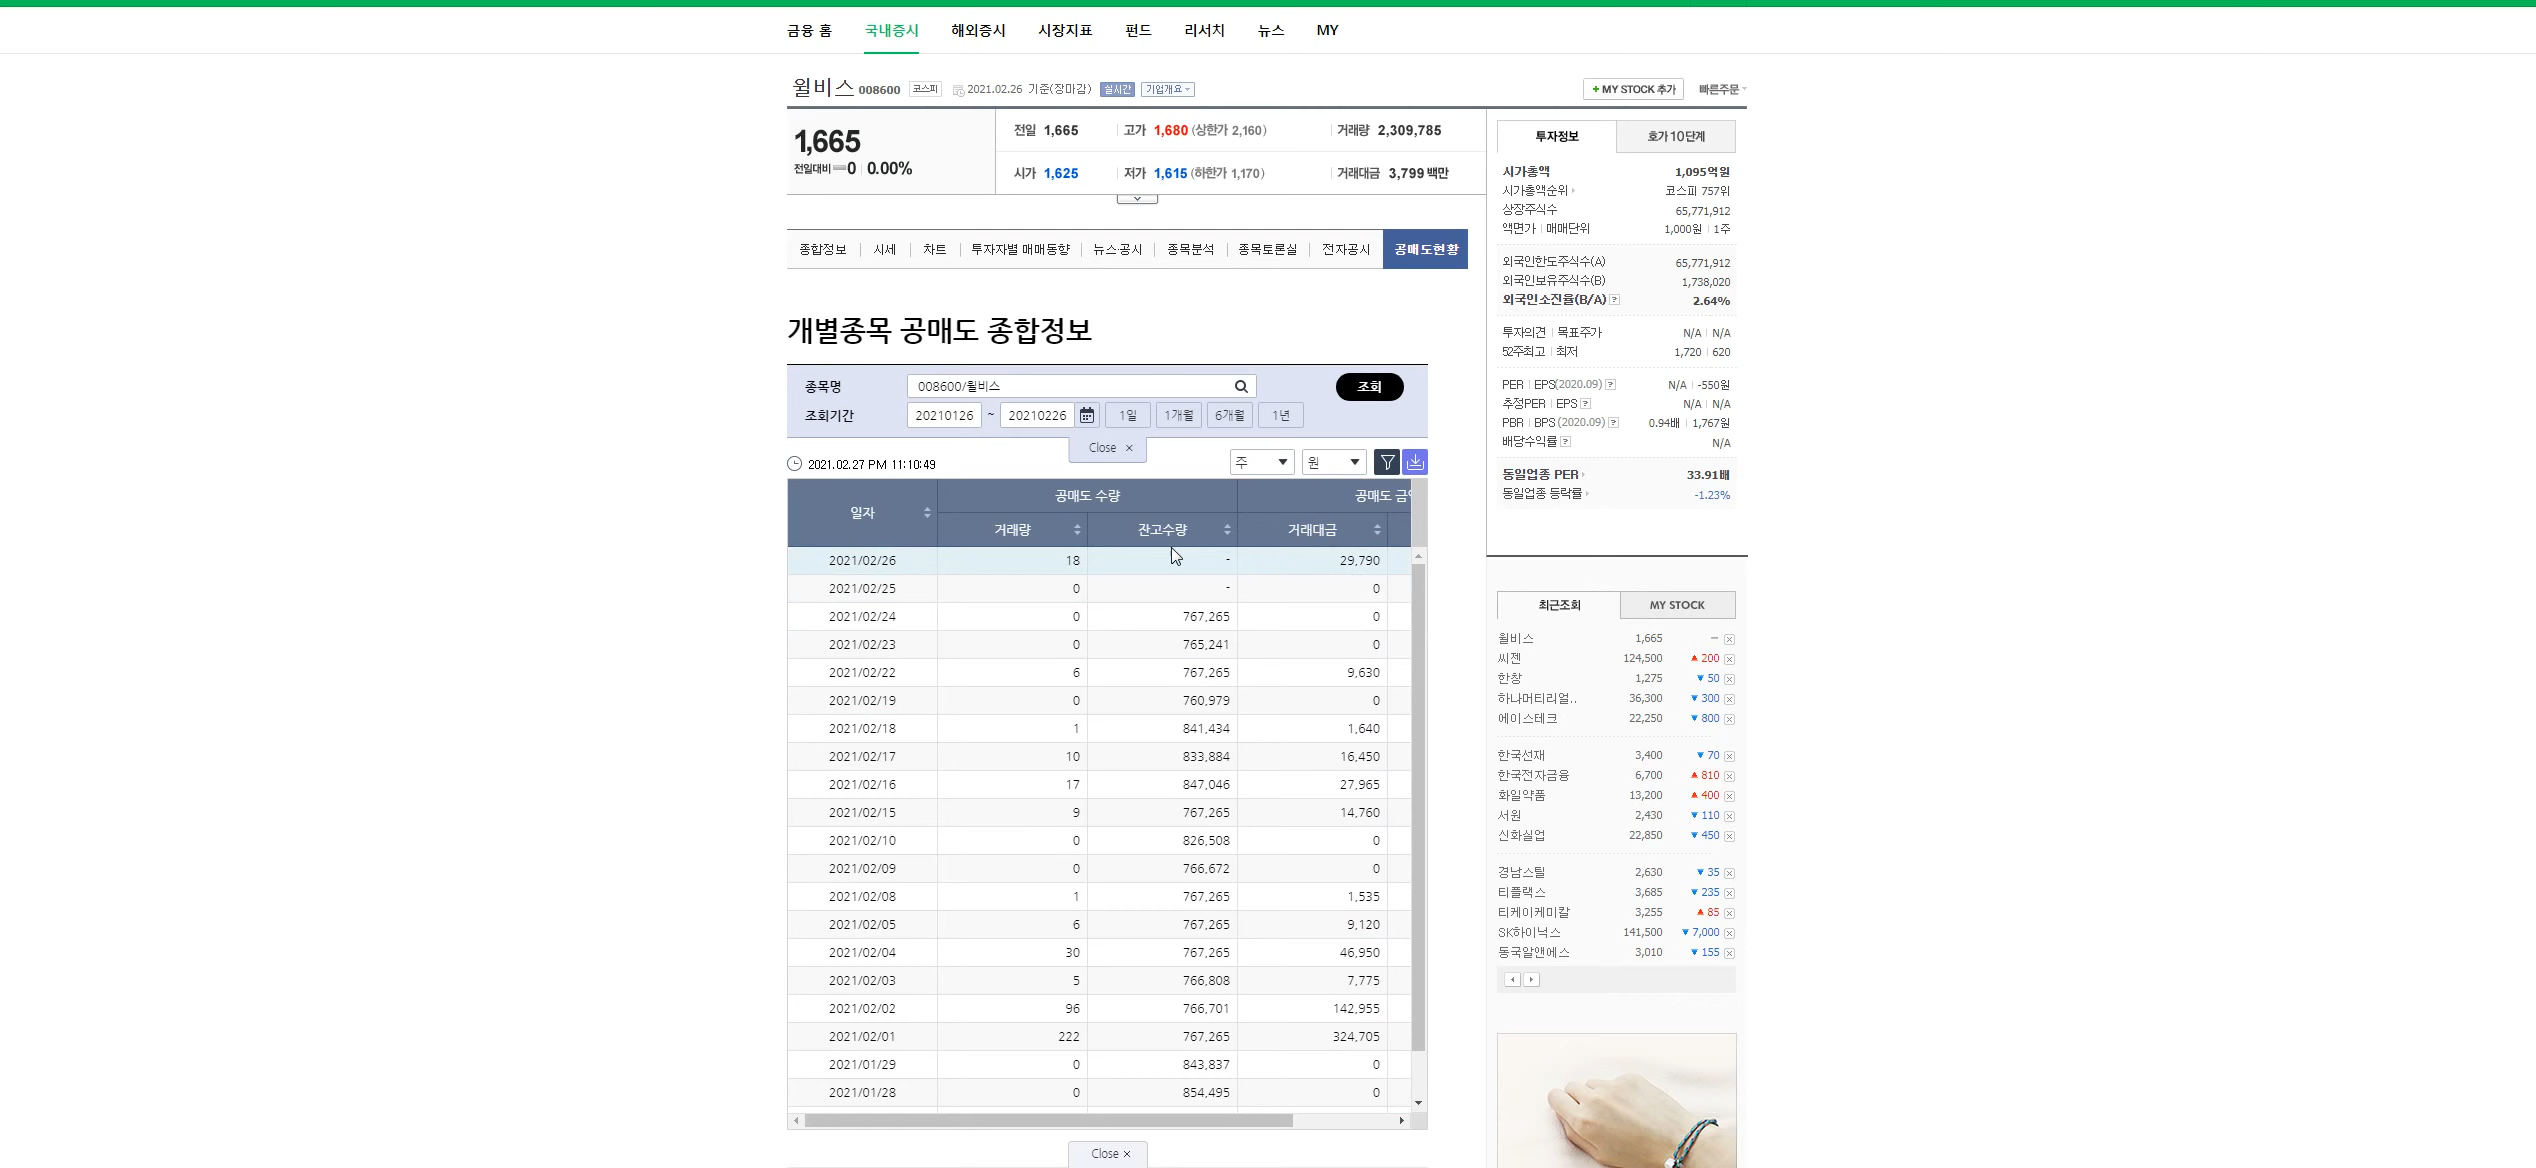 금융 홈 국내증시 해외증시 시장지표 펀드 리서치 뉴스 MY
윌비스 008600 코스피 2021.02.26 기준(장마감) 실시간 기업개요
+ MY STOCK 추가 빠른주문
1,665
전일대비 0 0.00%
전일 1,665 고가 1,680 (상한가 2,160) 거래량 2,309,785
시가 1,625 저가 1,615 (하한가 1,170) 거래대금 3,799 백만
종합정보 시세 차트 투자자별 매매동향 뉴스·공시 종목분석 종목토론실 전자공시 공매도현황
개별종목 공매도 종합정보
종목명 008600/윌비스 조회
조회기간 20210126 ~ 20210226 1일 1개월 6개월 1년
Close ×
2021.02.27 PM 11:10:49 주 원
일자 공매도 수량 공매도 금
거래량 잔고수량 거래대금
2021/02/26 18 - 29,790
2021/02/25 0 - 0
2021/02/24 0 767,265 0
2021/02/23 0 765,241 0
2021/02/22 6 767,265 9,630
2021/02/19 0 760,979 0
2021/02/18 1 841,434 1,640
2021/02/17 10 833,884 16,450
2021/02/16 17 847,046 27,965
2021/02/15 9 767,265 14,760
2021/02/10 0 826,508 0
2021/02/09 0 766,672 0
2021/02/08 1 767,265 1,535
2021/02/05 6 767,265 9,120
2021/02/04 30 767,265 46,950
2021/02/03 5 766,808 7,775
2021/02/02 96 766,701 142,955
2021/02/01 222 767,265 324,705
2021/01/29 0 843,837 0
2021/01/28 0 854,495 0
Close ×
투자정보 호가 10단계
시가총액 1,095억원
시가총액순위 코스피 757위
상장주식수 65,771,912
액면가 | 매매단위 1,000원 | 1주
외국인한도주식수(A) 65,771,912
외국인보유주식수(B) 1,738,020
외국인소진율(B/A) ? 2.64%
투자의견 | 목표주가 N/A | N/A
52주최고 | 최저 1,720 | 620
PER | EPS(2020.09) ? N/A | -550원
추정PER | EPS ? N/A | N/A
PBR | BPS (2020.09) ? 0.94배 | 1,767원
배당수익률 ? N/A
동일업종 PER 33.91배
동일업종 등락률 -1.23%
최근조회 MY STOCK
윌비스 1,665 –
씨젠 124,500 ▲ 200
한창 1,275 ▼ 50
하나머티리얼.. 36,300 ▼ 300
에이스테크 22,250 ▼ 800
한국선재 3,400 ▼ 70
한국전자금융 6,700 ▲ 810
화일약품 13,200 ▲ 400
서원 2,430 ▼ 110
신화실업 22,850 ▼ 450
경남스틸 2,630 ▼ 35
티플랙스 3,685 ▼ 235
티케이케미칼 3,255 ▲ 85
SK하이닉스 141,500 ▼ 7,000
동국알앤에스 3,010 ▼ 155